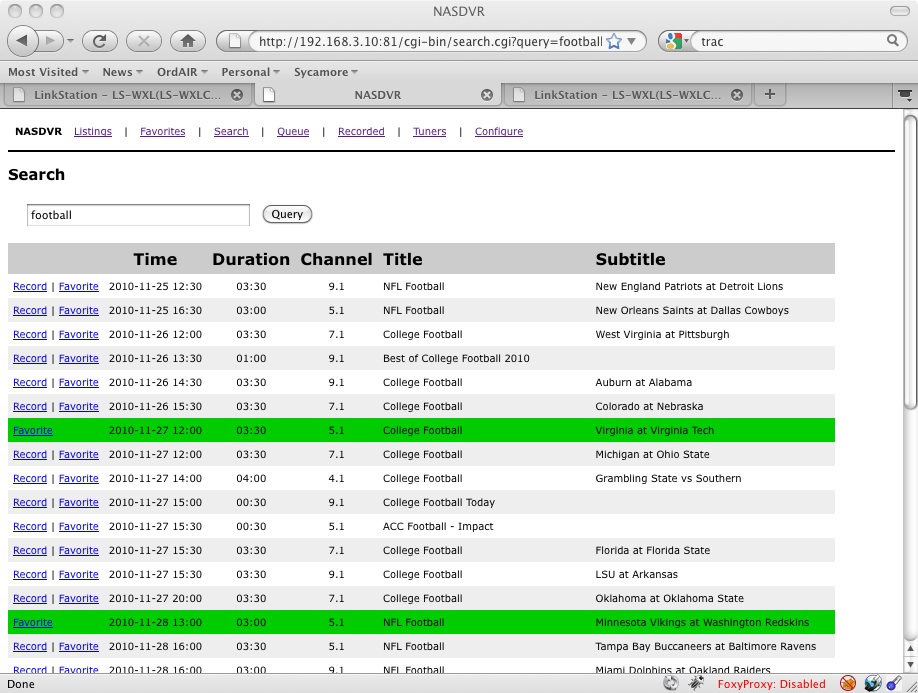 NASDVR
http://192.168.3.10:81/cgi-bin/search.cgi?query=football trac
Most Visited News OrdAIR Personal Sycamore
LinkStation – LS-WXL(LS-WXLC... NASDVR LinkStation – LS-WXL(LS-WXLC... +
NASDVR Listings | Favorites | Search | Queue | Recorded | Tuners | Configure
Search
football Query
Time Duration Channel Title Subtitle
Record | Favorite 2010-11-25 12:30 03:30 9.1 NFL Football New England Patriots at Detroit Lions
Record | Favorite 2010-11-25 16:30 03:00 5.1 NFL Football New Orleans Saints at Dallas Cowboys
Record | Favorite 2010-11-26 12:00 03:30 7.1 College Football West Virginia at Pittsburgh
Record | Favorite 2010-11-26 13:30 01:00 9.1 Best of College Football 2010
Record | Favorite 2010-11-26 14:30 03:30 9.1 College Football Auburn at Alabama
Record | Favorite 2010-11-26 15:30 03:30 7.1 College Football Colorado at Nebraska
Favorite 2010-11-27 12:00 03:30 5.1 College Football Virginia at Virginia Tech
Record | Favorite 2010-11-27 12:00 03:30 7.1 College Football Michigan at Ohio State
Record | Favorite 2010-11-27 14:00 04:00 4.1 College Football Grambling State vs Southern
Record | Favorite 2010-11-27 15:00 00:30 9.1 College Football Today
Record | Favorite 2010-11-27 15:30 00:30 5.1 ACC Football - Impact
Record | Favorite 2010-11-27 15:30 03:30 7.1 College Football Florida at Florida State
Record | Favorite 2010-11-27 15:30 03:30 9.1 College Football LSU at Arkansas
Record | Favorite 2010-11-27 20:00 03:30 7.1 College Football Oklahoma at Oklahoma State
Favorite 2010-11-28 13:00 03:00 5.1 NFL Football Minnesota Vikings at Washington Redskins
Record | Favorite 2010-11-28 16:00 03:30 5.1 NFL Football Tampa Bay Buccaneers at Baltimore Ravens
Record | Favorite 2010-11-28 16:00 03:00 9.1 NFL Football Miami Dolphins at Oakland Raiders
Done FoxyProxy: Disabled